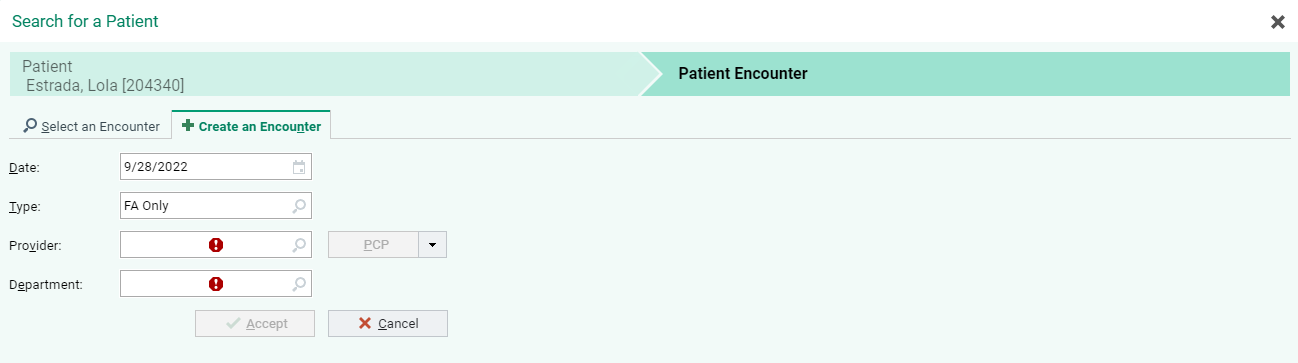 Search for a Patient
Patient
Patient Encounter
Estrada, Lola [204340]
Select an Encounter
Create an Encounter
Date:
9/28/2022
Type:
FA Only
Provider:
PCP
Department:
Accept
Cancel